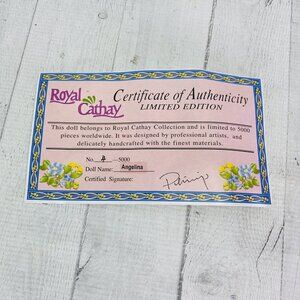 Royal Cathay
Certificate of Authenticity
LIMITED EDITION
This doll belongs to Royal Cathay Collection and is limited to 5000
pieces worldwide. It was designed by professional artists, and
delicately handcrafted with the finest materials.
No. —5000
Doll Name: Angelina
Certified Signature: